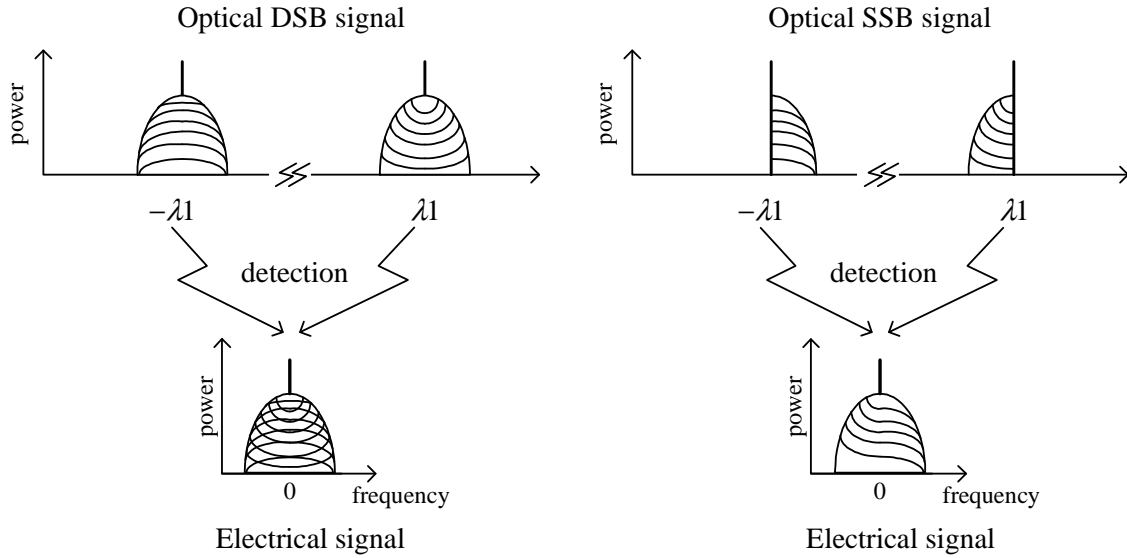 Optical DSB signal
Optical SSB signal
power
power
−λ1
λ1
−λ1
λ1
detection
detection
power
power
0
frequency
0
frequency
Electrical signal
Electrical signal